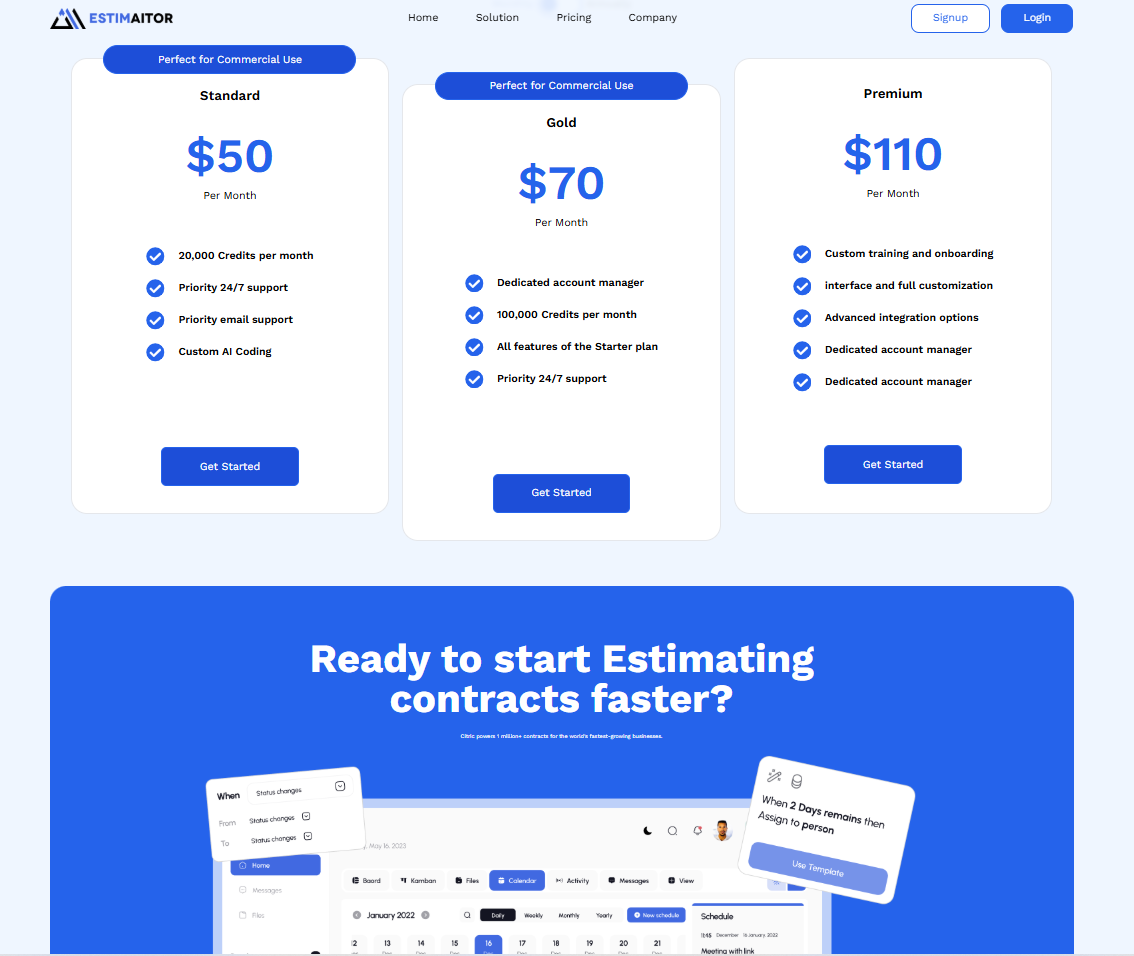 ESTIMAITOR
Home
Solution
Pricing
Company
Signup
Login
Perfect for Commercial Use
Standard
$50
Per Month
20,000 Credits per month
Priority 24/7 support
Priority email support
Custom AI Coding
Get Started
Perfect for Commercial Use
Gold
$70
Per Month
Dedicated account manager
100,000 Credits per month
All features of the Starter plan
Priority 24/7 support
Get Started
Premium
$110
Per Month
Custom training and onboarding
interface and full customization
Advanced integration options
Dedicated account manager
Dedicated account manager
Get Started
Ready to start Estimating
contracts faster?
Citric powers 1 million+ contracts for the world's fastest-growing businesses.
When
Status changes
From
Status changes
To
Status changes
When 2 Days remains then
Assign to person
Use Template
May 16, 2023
Home
Messages
Files
Board
Kanban
Files
Calendar
Activity
Messages
View
January 2022
Daily
Weekly
Monthly
Yearly
New schedule
Schedule
11:45 December 16 January, 2022
Meeting with link
13 14 15 16 17 18 19 20 21